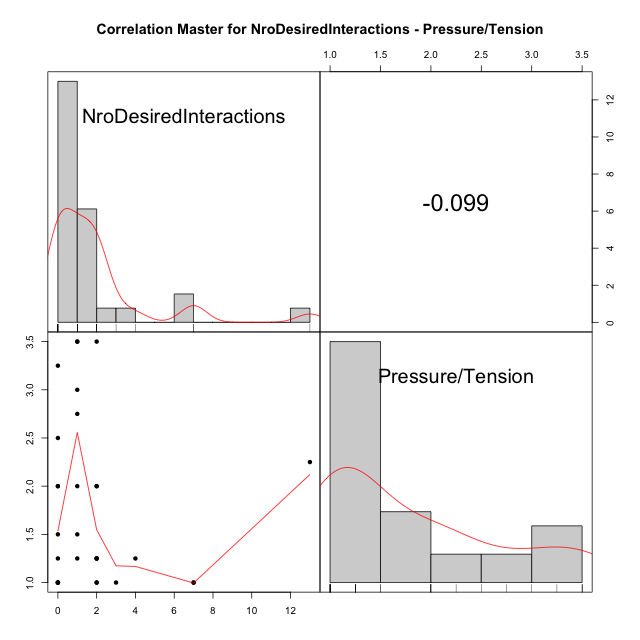 Correlation Master for NroDesiredInteractions - Pressure/Tension
1.0 1.5 2.0 2.5 3.0 3.5
NroDesiredInteractions
-0.099
12
10
8
6
4
2
0
3.5
3.0
2.5
2.0
1.5
1.0
Pressure/Tension
0 2 4 6 8 10 12